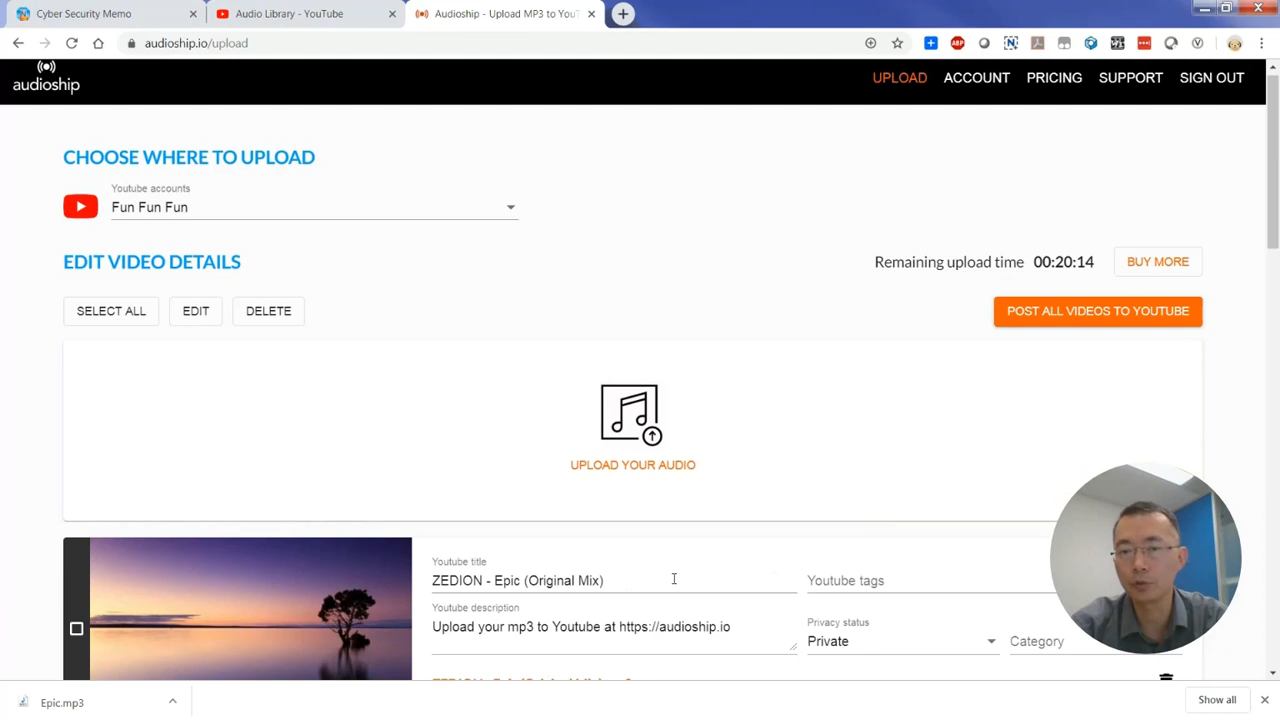 Cyber Security Memo
Audio Library - YouTube
Audioship - Upload MP3 to YouT
audioship.io/upload
audioship
UPLOAD
ACCOUNT
PRICING
SUPPORT
SIGN OUT
CHOOSE WHERE TO UPLOAD
Youtube accounts
Fun Fun Fun
EDIT VIDEO DETAILS
Remaining upload time 00:20:14
BUY MORE
SELECT ALL
EDIT
DELETE
POST ALL VIDEOS TO YOUTUBE
UPLOAD YOUR AUDIO
Youtube title
ZEDION - Epic (Original Mix)
Youtube tags
Youtube description
Upload your mp3 to Youtube at https://audioship.io
Privacy status
Private
Category
Epic.mp3
Show all